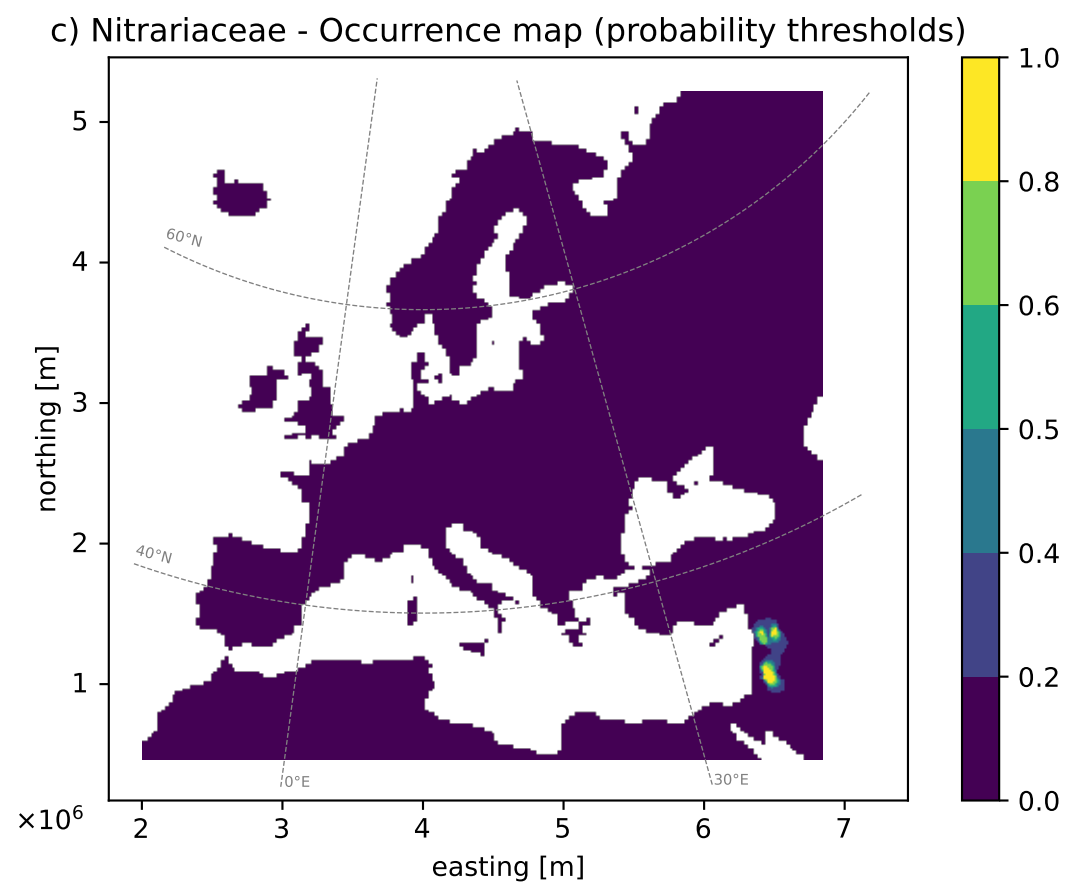 c) Nitrariaceae - Occurrence map (probability thresholds)
1.0
0.8
0.6
0.5
0.4
0.2
0.0
5
4
3
2
1
northing [m]
60°N
40°N
0°E
30°E
×10⁶
2 3 4 5 6 7
easting [m]